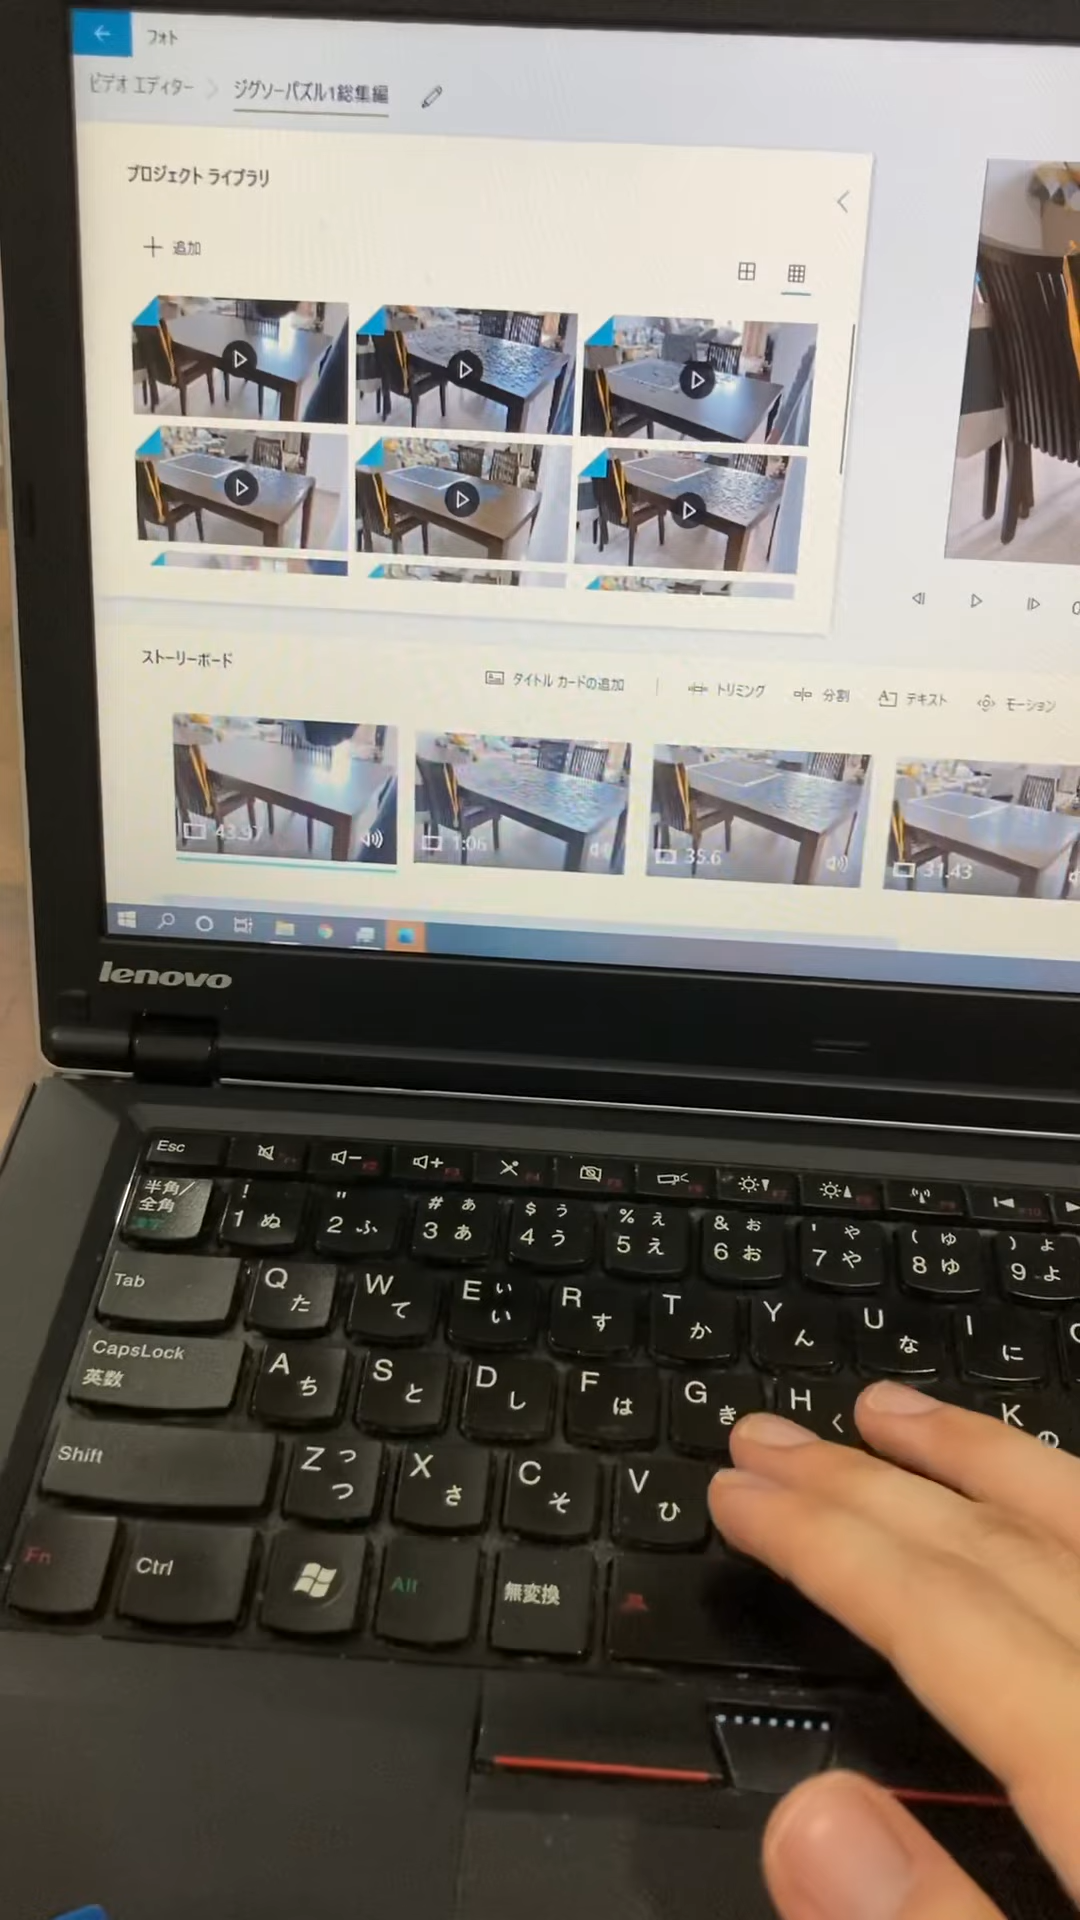 フォト
ビデオ エディター > ジグソーパズル1総集編
プロジェクト ライブラリ
+ 追加
ストーリーボード
タイトル カードの追加 | トリミング 分割 テキスト モーション
43.97 1:06 35.6 31.43
lenovo
Esc
半角/全角 漢字 ! 1 ぬ " 2 ふ # ぁ 3 あ $ ぅ 4 う % ぇ 5 え & ぉ 6 お ' ゃ 7 や ( ゅ 8 ゆ ) ょ 9 よ
Tab Q た W て E ぃ い R す T か Y ん U な I に
CapsLock 英数 A ち S と D し F は G き H く K の
Shift Z っ つ X さ C そ V ひ
Fn Ctrl Alt 無変換